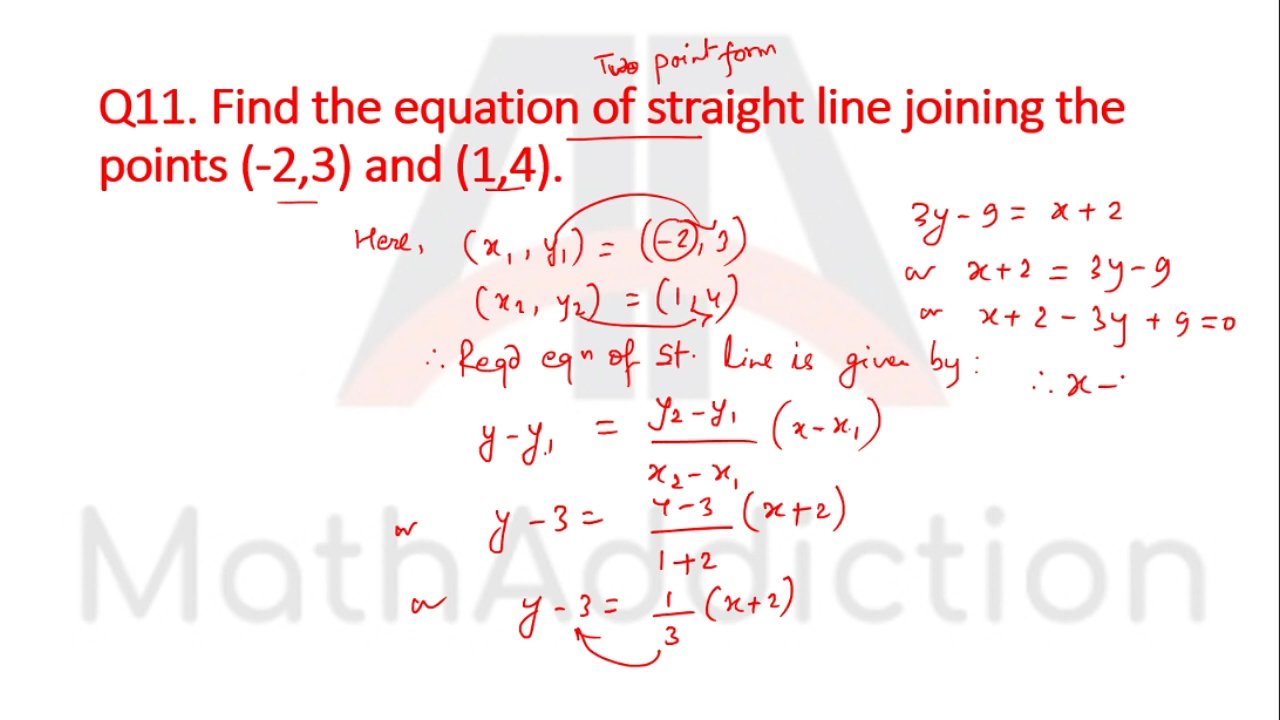 Two point form
Q11. Find the equation of straight line joining the
points (-2,3) and (1,4).
Here, (x₁, y₁) = (-2, 3)
(x₂, y₂) = (1, 4)
∴ Reqd eqⁿ of St. line is given by:
y - y₁ = y₂ - y₁ / x₂ - x₁ (x - x₁)
or y - 3 = 4 - 3 / 1 + 2 (x + 2)
or y - 3 = 1 / 3 (x + 2)
3y - 9 = x + 2
or x + 2 = 3y - 9
or x + 2 - 3y + 9 = 0
∴ x -
MathAddiction